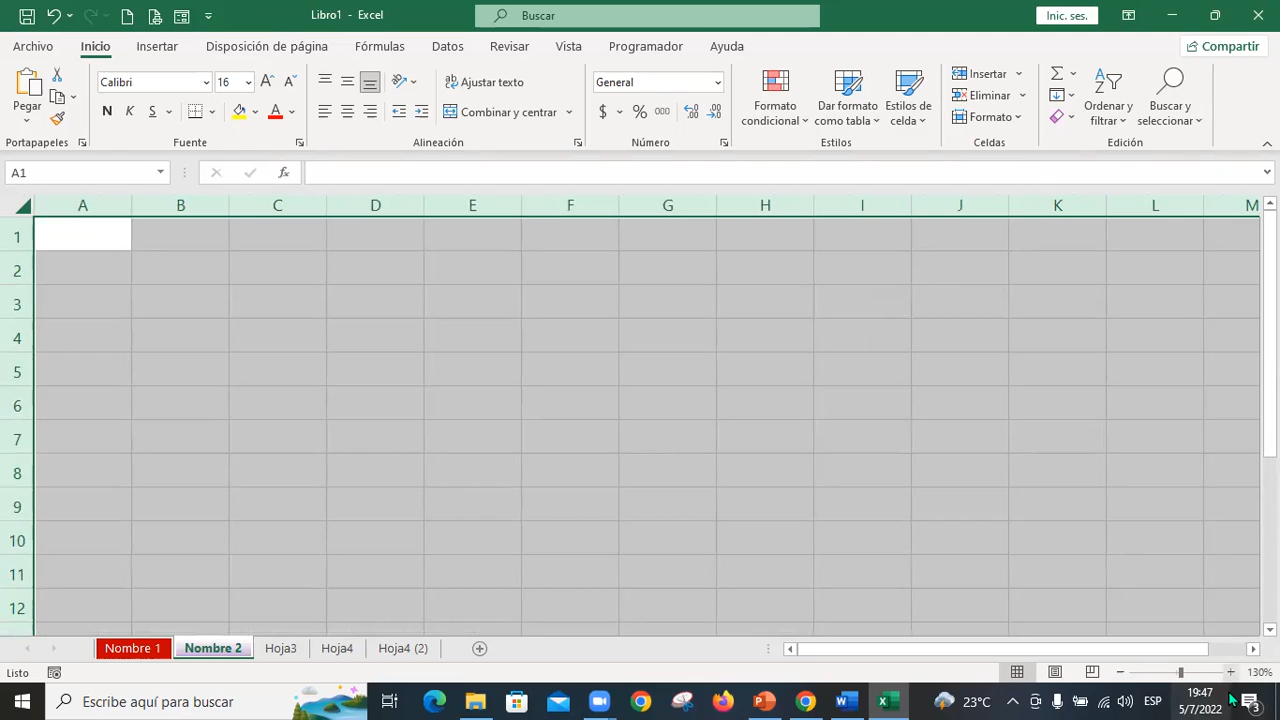 Libro1 - Excel
Buscar
Inic. ses.
Archivo Inicio Insertar Disposición de página Fórmulas Datos Revisar Vista Programador Ayuda
Compartir
Pegar
Portapapeles
Calibri 16
N K S
Fuente
Ajustar texto
Combinar y centrar
Alineación
General
$ % 000
Número
Formato condicional
Dar formato como tabla
Estilos de celda
Estilos
Insertar
Eliminar
Formato
Celdas
Ordenar y filtrar
Buscar y seleccionar
Edición
A1
fx
A B C D E F G H I J K L M
1
2
3
4
5
6
7
8
9
10
11
12
Nombre 1 Nombre 2 Hoja3 Hoja4 Hoja4 (2)
Listo
130%
Escribe aquí para buscar
23°C
ESP
19:47
5/7/2022
3